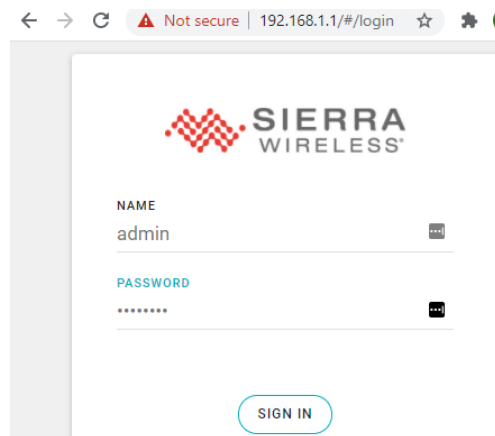 Not secure | 192.168.1.1/#/login
SIERRA
WIRELESS®
NAME
admin
PASSWORD
••••••••
SIGN IN